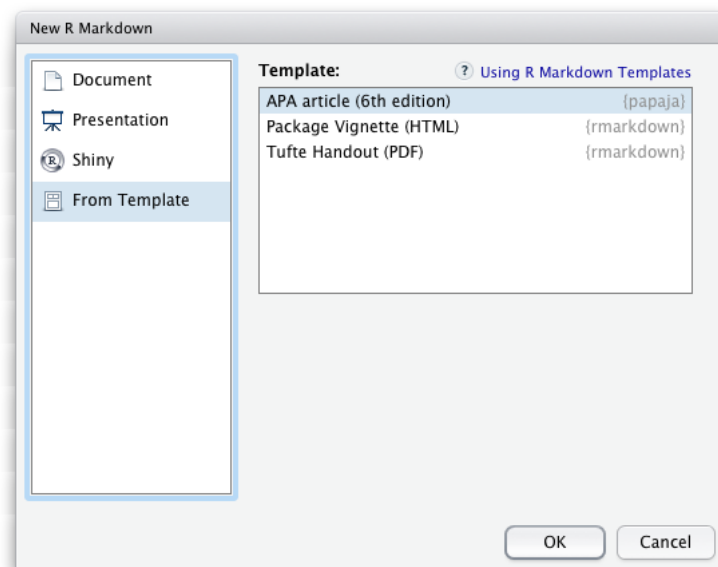 New R Markdown
Document
Presentation
Shiny
From Template
Template:
? Using R Markdown Templates
APA article (6th edition) {papaja}
Package Vignette (HTML) {rmarkdown}
Tufte Handout (PDF) {rmarkdown}
OK
Cancel